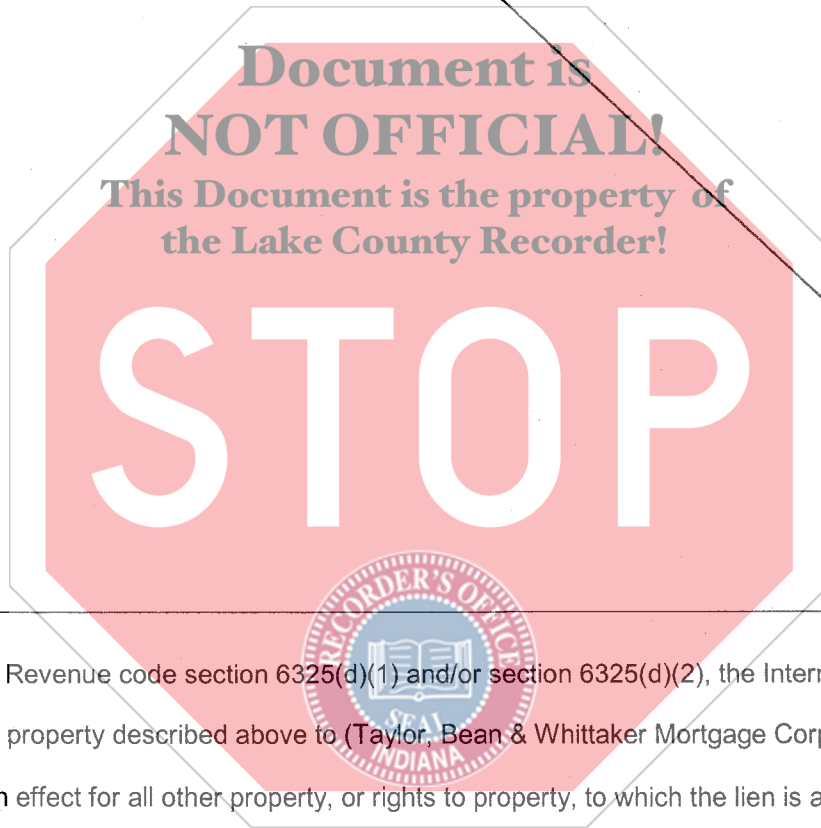 Document is
NOT OFFICIAL!
This Document is the property of
the Lake County Recorder!
STOP
RECORDER'S OFFICE
SEAL
INDIANA
Revenue code section 6325(d)(1) and/or section 6325(d)(2), the Intern
property described above to (Taylor, Bean & Whittaker Mortgage Corp
n effect for all other property, or rights to property, to which the lien is a